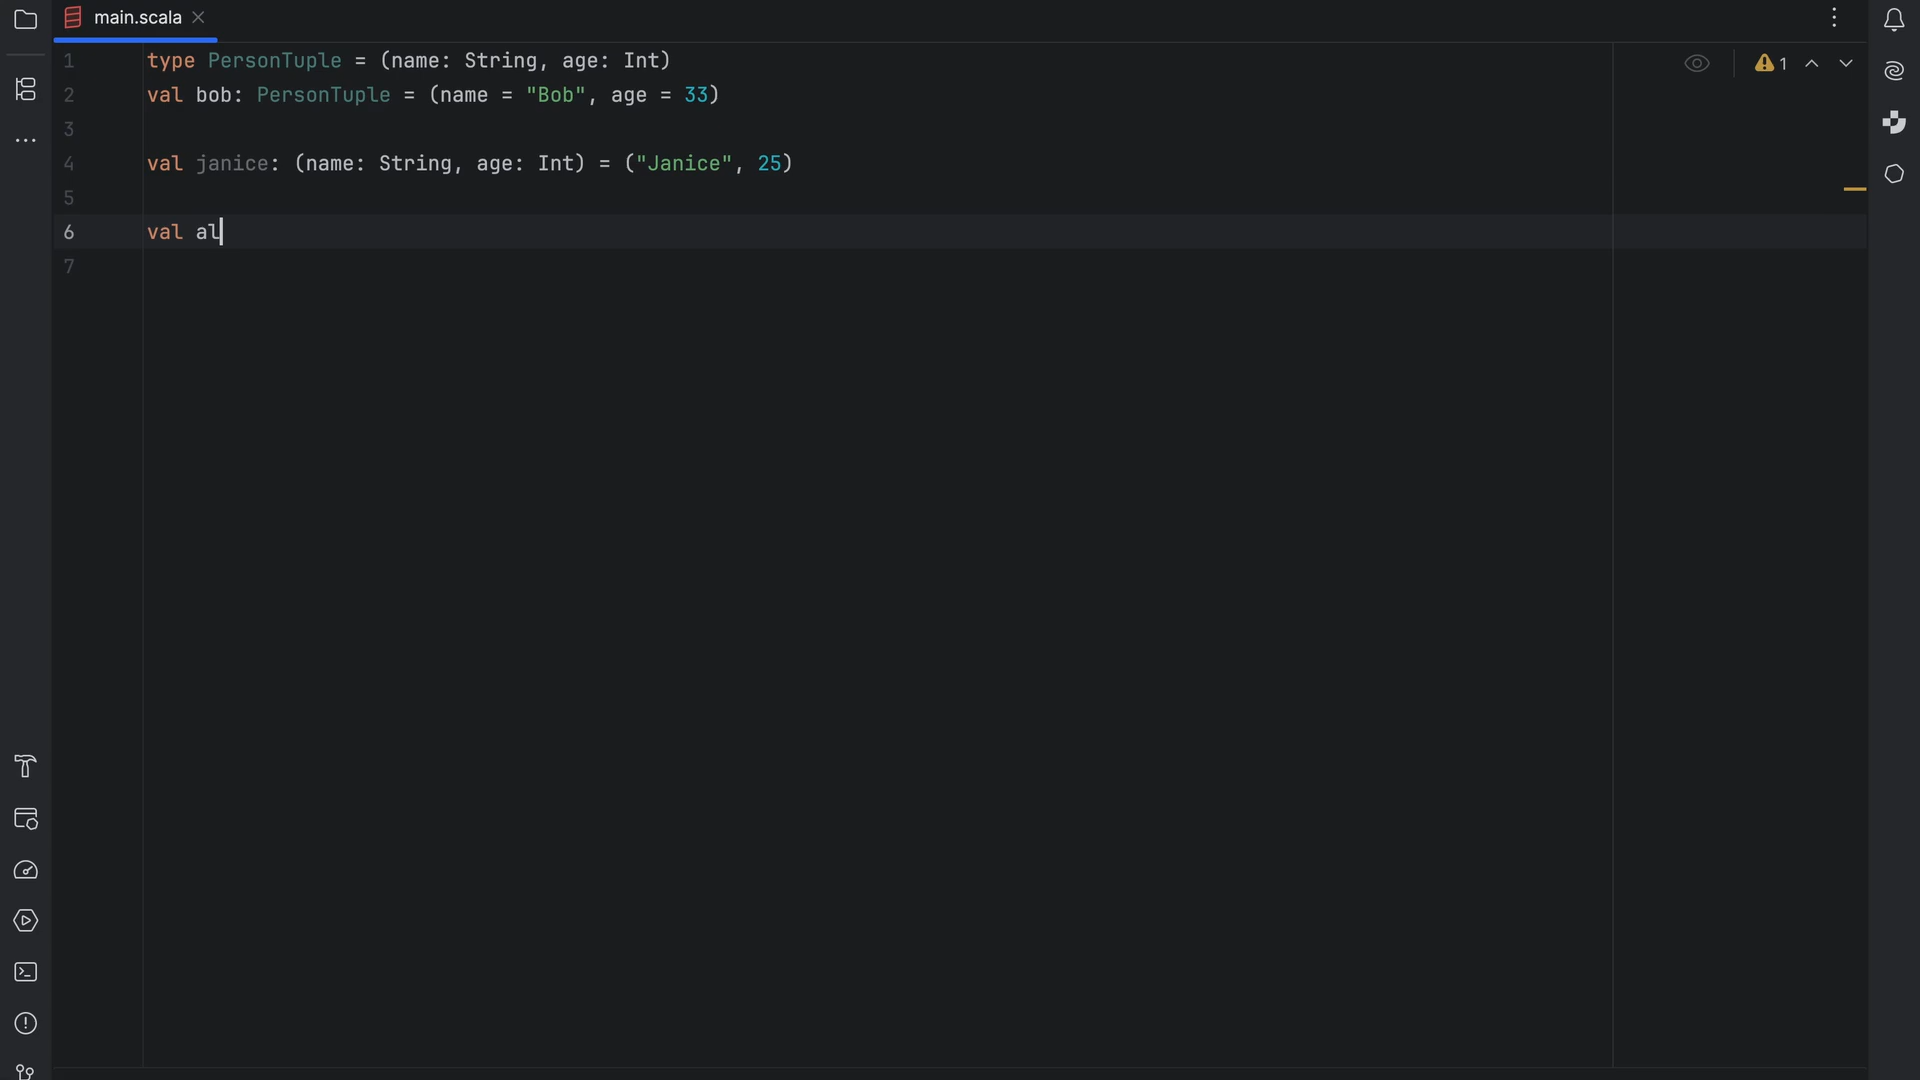 main.scala
1 type PersonTuple = (name: String, age: Int)
1
2 val bob: PersonTuple = (name = "Bob", age = 33)
3
4 val janice: (name: String, age: Int) = ("Janice", 25)
5
6 val al
7